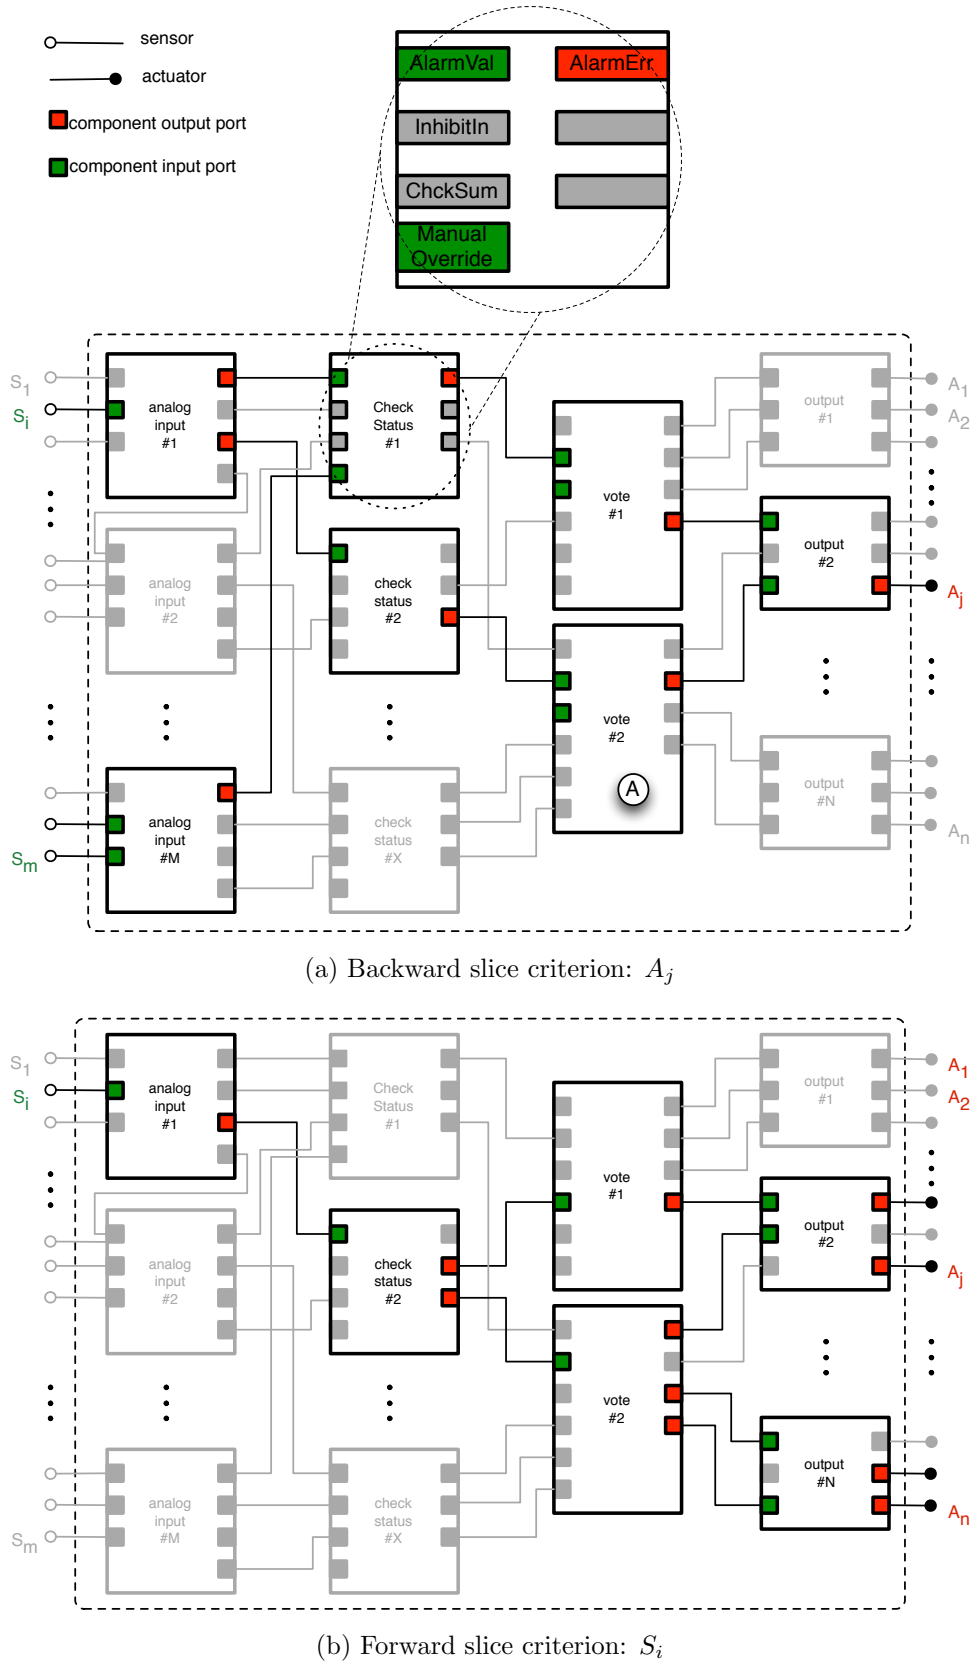 sensor
actuator
component output port
component input port
AlarmVal
AlarmErr
InhibitIn
ChckSum
Manual
Override
S1
Si
Sm
analog
input
#1
analog
input
#2
analog
input
#M
Check
Status
#1
check
status
#2
check
status
#X
vote
#1
vote
#2
A
output
#1
output
#2
output
#N
A1
A2
Aj
An
(a) Backward slice criterion: Aj
S1
Si
Sm
analog
input
#1
analog
input
#2
analog
input
#M
Check
Status
#1
check
status
#2
check
status
#X
vote
#1
vote
#2
output
#1
output
#2
output
#N
A1
A2
Aj
An
(b) Forward slice criterion: Si